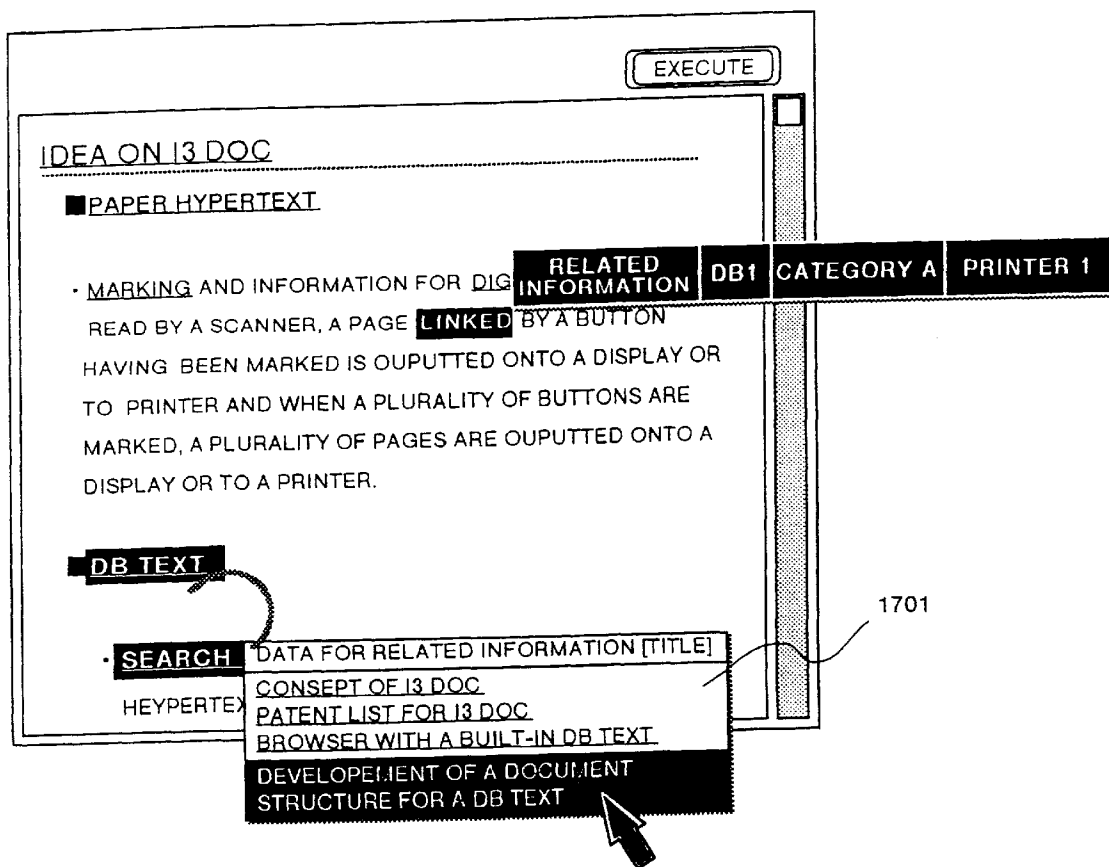 EXECUTE
IDEA ON I3 DOC
■PAPER HYPERTEXT
RELATED
INFORMATION
DB1
CATEGORY A
PRINTER 1
· MARKING AND INFORMATION FOR DIG
READ BY A SCANNER, A PAGE LINKED BY A BUTTON
HAVING BEEN MARKED IS OUPUTTED ONTO A DISPLAY OR
TO PRINTER AND WHEN A PLURALITY OF BUTTONS ARE
MARKED, A PLURALITY OF PAGES ARE OUPUTTED ONTO A
DISPLAY OR TO A PRINTER.
■DB TEXT
1701
· SEARCH
HEYPERTEX
DATA FOR RELATED INFORMATION [TITLE]
CONSEPT OF I3 DOC
PATENT LIST FOR I3 DOC
BROWSER WITH A BUILT-IN DB TEXT
DEVELOPEMENT OF A DOCUMENT
STRUCTURE FOR A DB TEXT